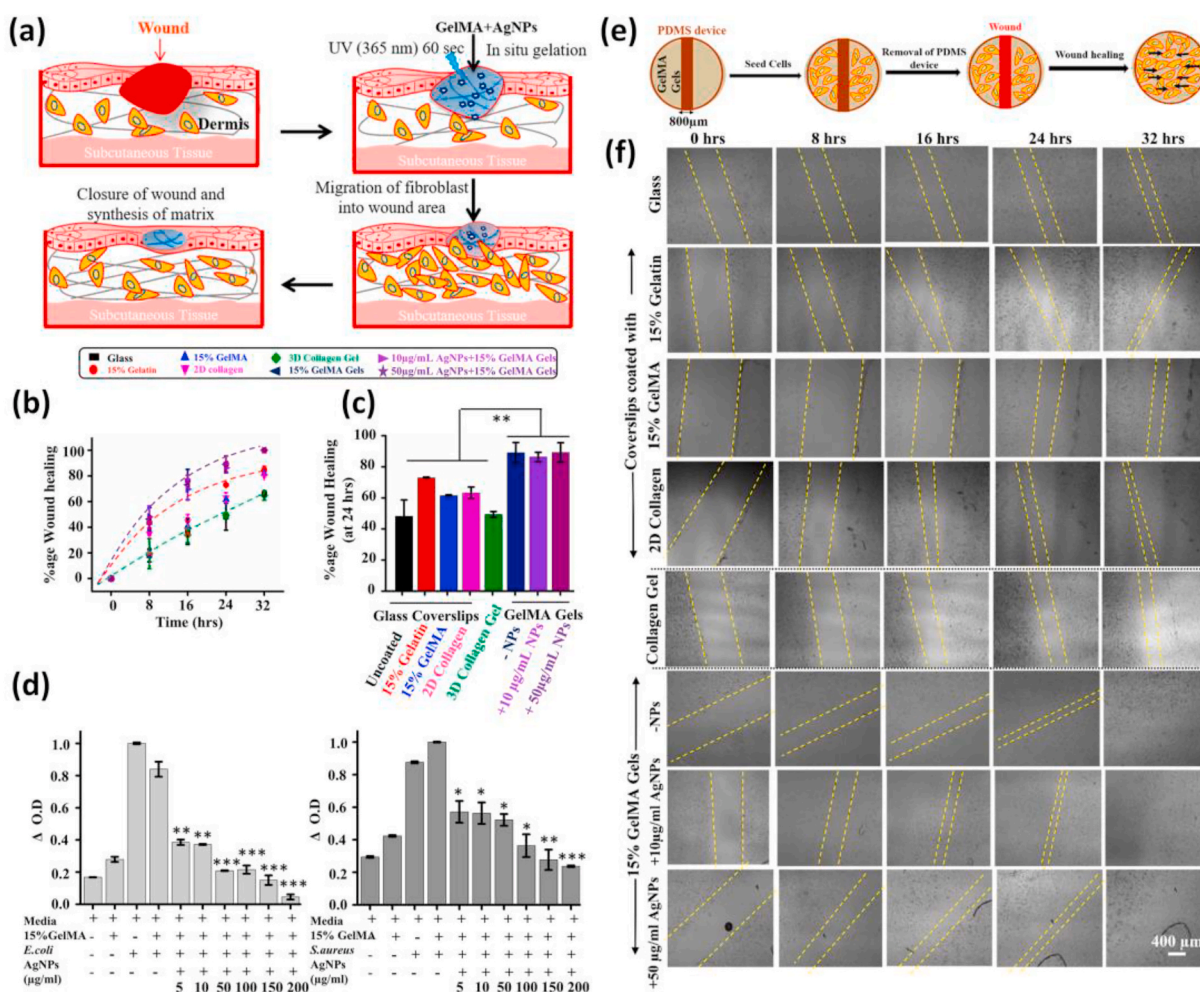 (a)
Wound
Dermis
Subcutaneous Tissue
GelMA+AgNPs
UV (365 nm) 60 sec
In situ gelation
Subcutaneous Tissue
Closure of wound and
synthesis of matrix
Subcutaneous Tissue
Migration of fibroblast
into wound area
Subcutaneous Tissue
Glass
15% Gelatin
15% GelMA
2D collagen
3D Collagen Gel
15% GelMA Gels
10µg/mL AgNPs+15% GelMA Gels
50µg/mL AgNPs+15% GelMA Gels
(b)
%age Wound healing
100
80
60
40
20
0
0 8 16 24 32
Time (hrs)
(c)
%age Wound Healing
(at 24 hrs)
100
80
60
40
20
0
**
Glass Coverslips
GelMA Gels
Uncoated
15% Gelatin
15% GelMA
2D Collagen
3D Collagen Gel
- NPs
+10 µg/mL NPs
+ 50µg/mL NPs
(d)
Δ O.D
1.0
0.8
0.6
0.4
0.2
0.0
** ** *** *** *** ***
Media + + + + + + + + + +
15%GelMA - + - + + + + + + +
E.coli - - + + + + + + + +
AgNPs - - - - + + + + + +
(µg/ml) 5 10 50 100 150 200
Δ O.D
1.0
0.8
0.6
0.4
0.2
0.0
* * * * ** ***
Media + + + + + + + + + +
15% GelMA - + - + + + + + + +
S.aureus - - + + + + + + + +
AgNPs - - - - + + + + + +
(µg/ml) 5 10 50 100 150 200
(e)
PDMS device
GelMA
Gels
800µm
Seed Cells
Removal of PDMS
device
Wound
Wound healing
(f)
0 hrs 8 hrs 16 hrs 24 hrs 32 hrs
Glass
Coverslips coated with
15% Gelatin
15% GelMA
2D Collagen
Collagen Gel
15% GelMA Gels
-NPs
+10µg/ml AgNPs
+50 µg/ml AgNPs
400 µm